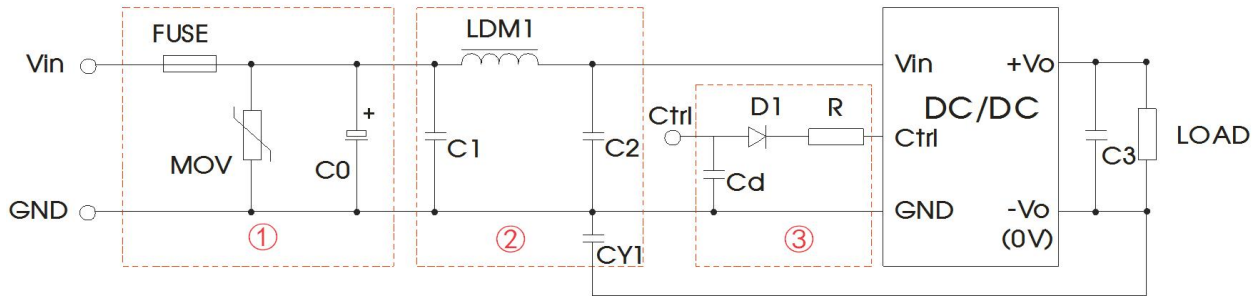 FUSE
LDM1
Vin
Vin
+Vo
DC/DC
Ctrl
D1
R
Ctrl
+
MOV
C0
C1
C2
Cd
C3
LOAD
GND
GND
-Vo
(0V)
①
②
③
CY1